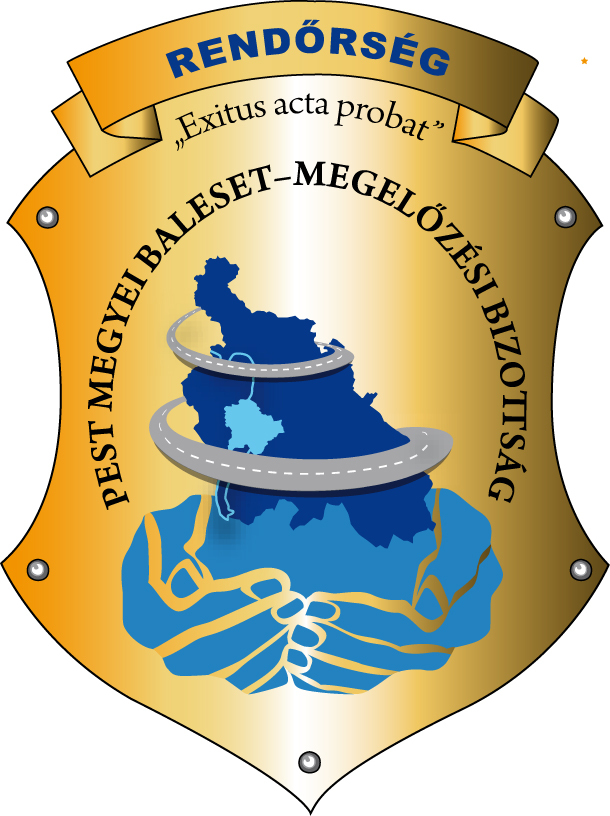 RENDŐRSÉG
„Exitus acta probat”
PEST MEGYEI BALESET–MEGELŐZÉSI BIZOTTSÁG